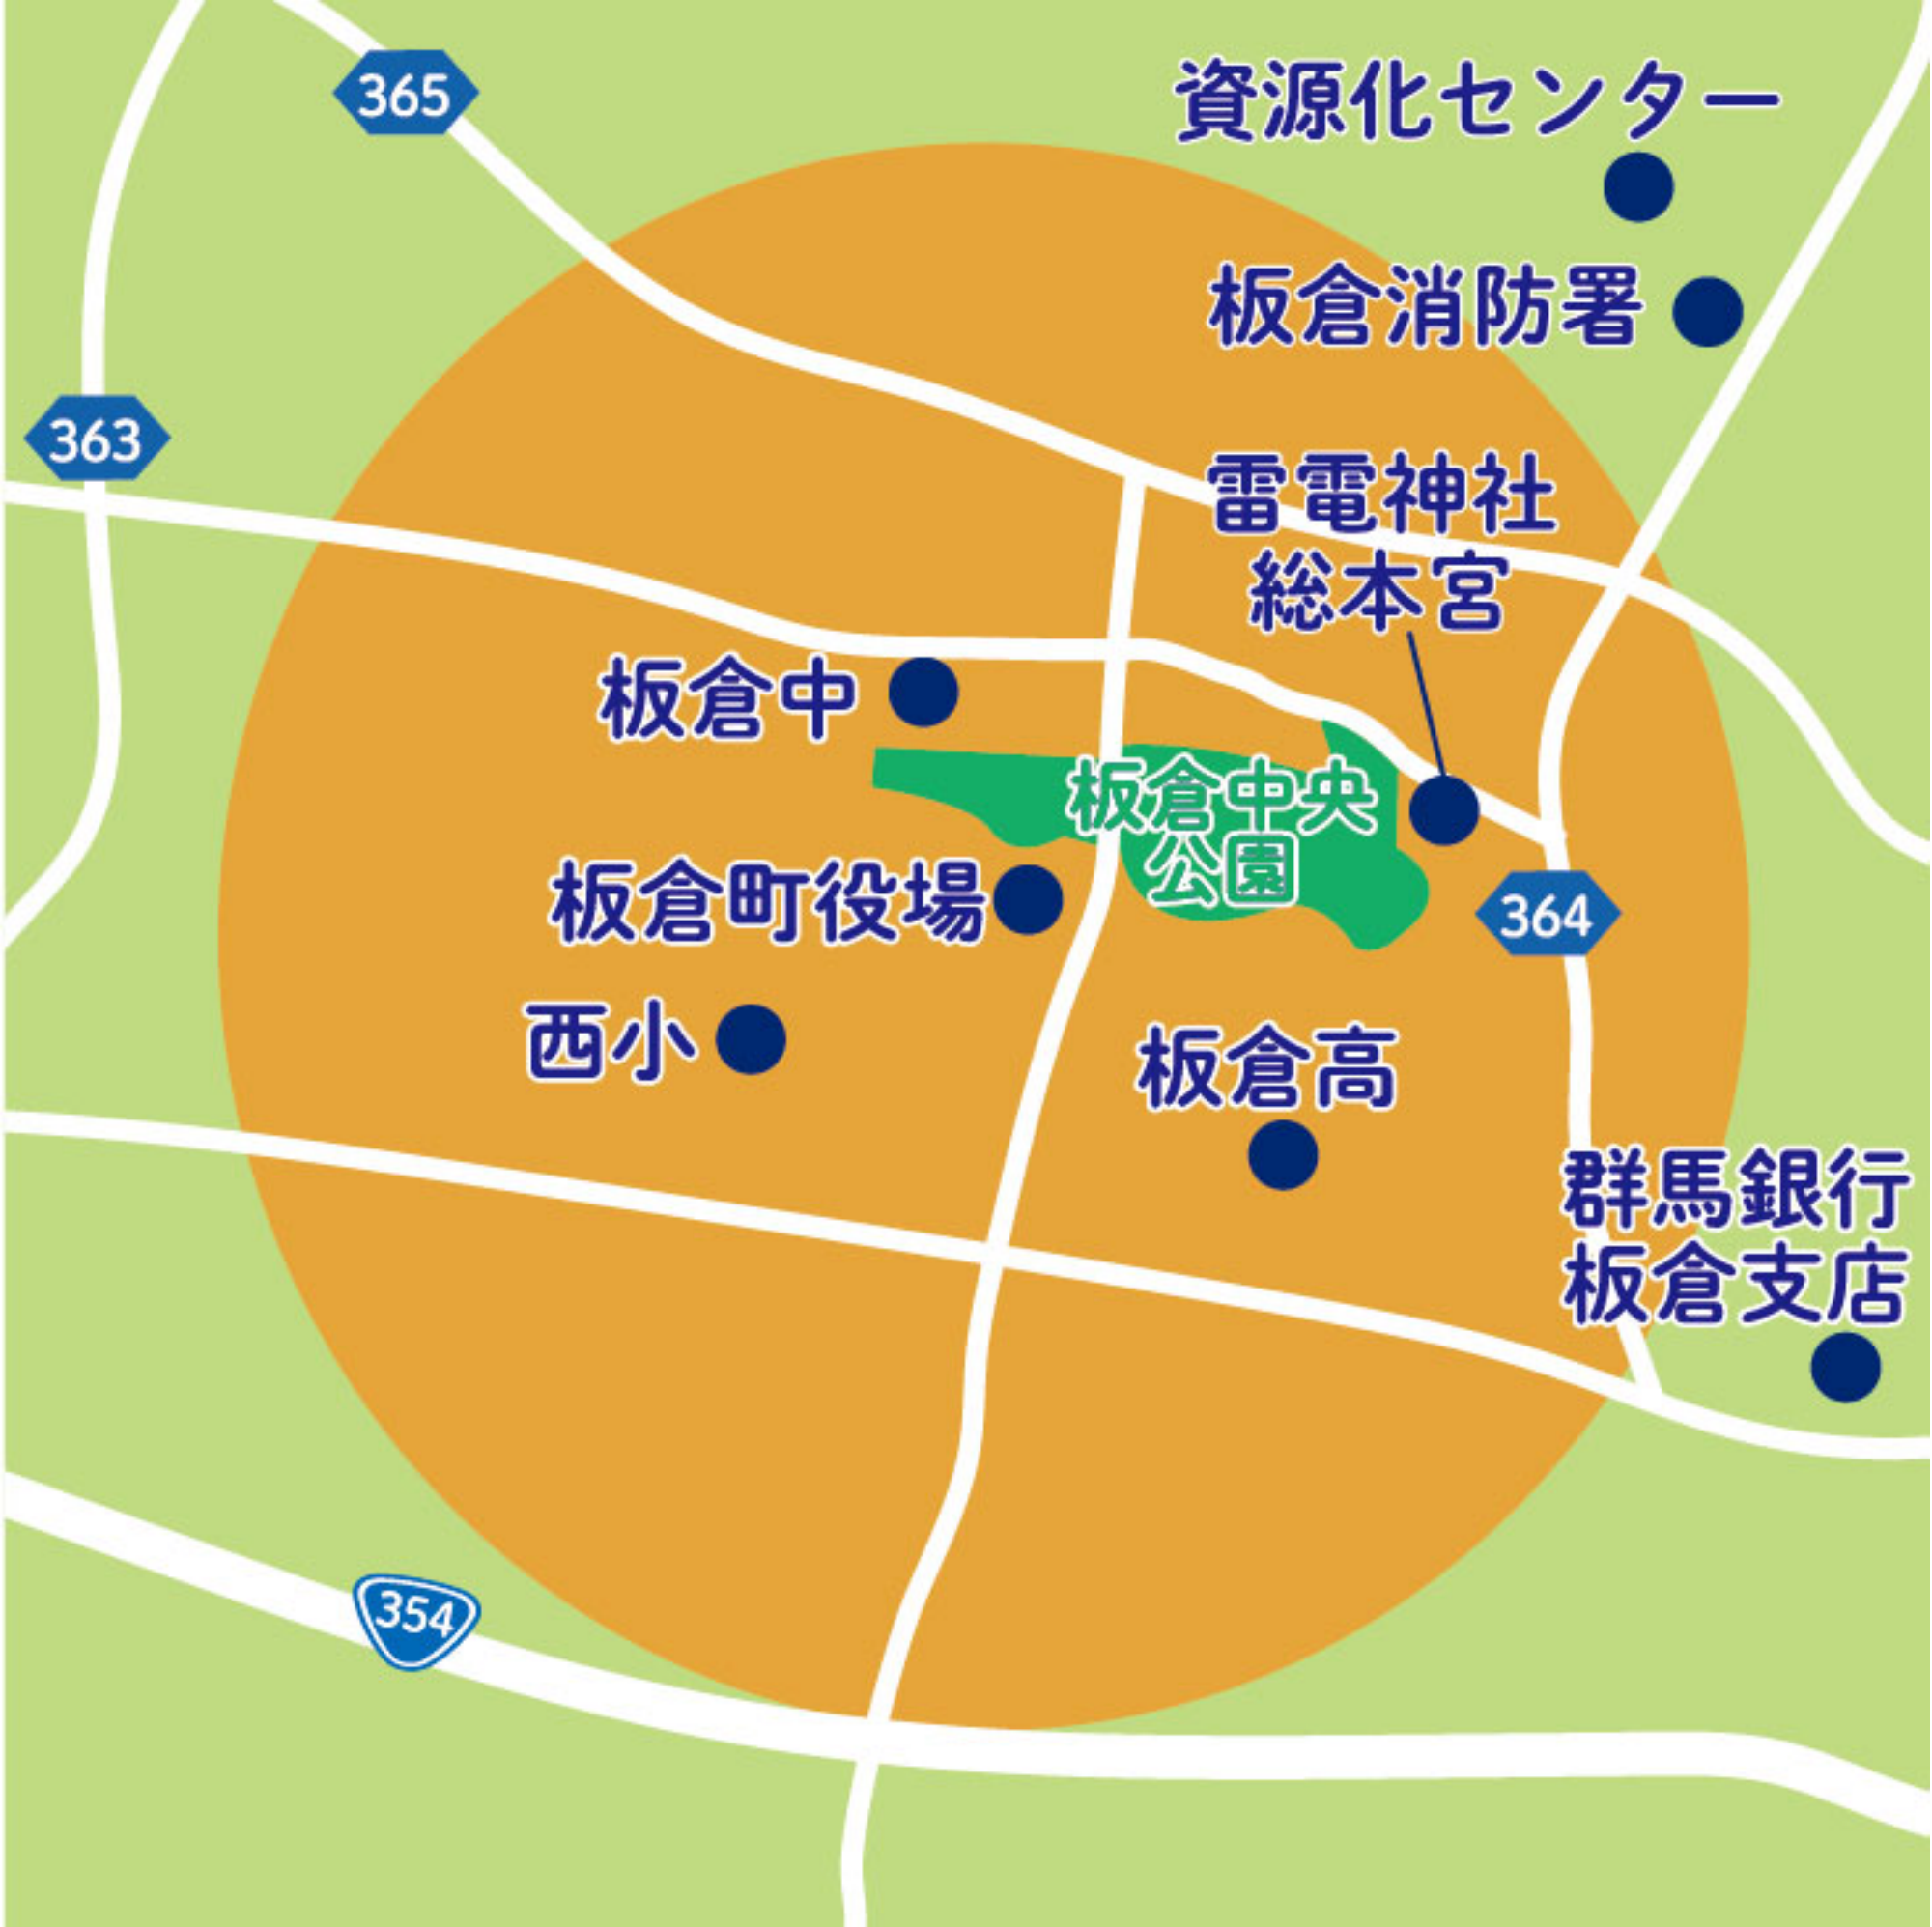 365
資源化センター
板倉消防署
363
雷電神社
総本宮
板倉中
板倉中央
公園
板倉町役場
364
西小
板倉高
群馬銀行
板倉支店
354